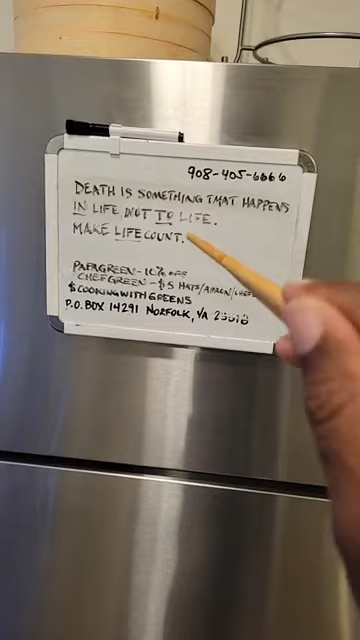 908-405-6666
DEATH IS SOMETHING THAT HAPPENS
IN LIFE NOT TO LIFE.
MAKE LIFE COUNT.
PAPAGREEN - 10% OFF
CHEFGREEN - $5 HATS/APRON/
$COOKINGWITHGREENS
P.O. BOX 14291 NORFOLK, VA